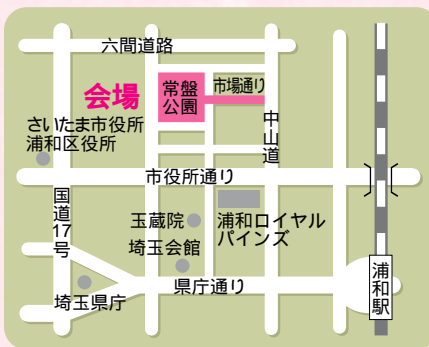 六間道路
会場
常盤
公園
市場通り
さいたま市役所
浦和区役所
中山道
市役所通り
国道17号
玉蔵院
浦和ロイヤル
パインズ
埼玉会館
県庁通り
埼玉県庁
浦和駅